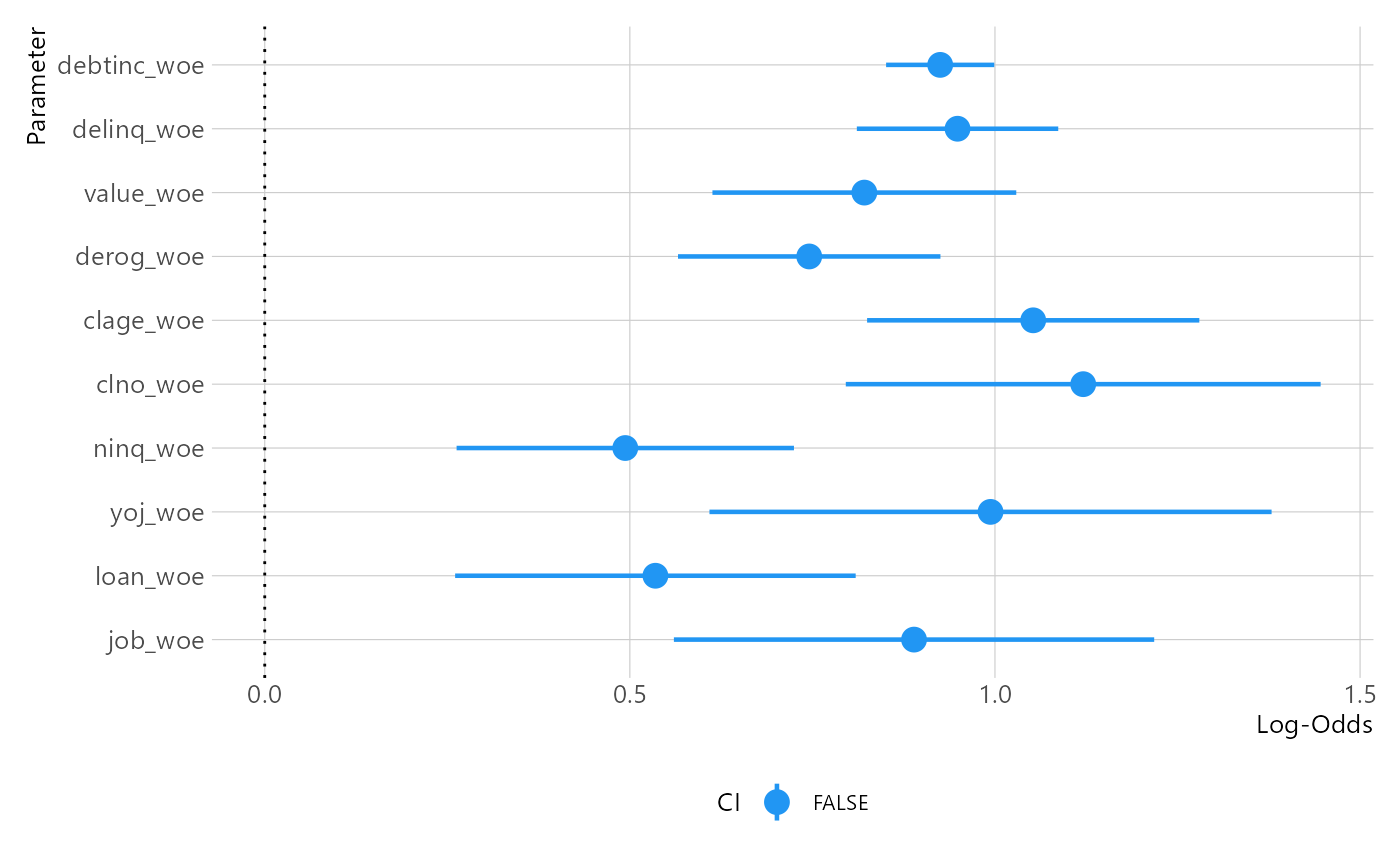 Parameter
debtinc_woe
delinq_woe
value_woe
derog_woe
clage_woe
clno_woe
ninq_woe
yoj_woe
loan_woe
job_woe
0.0 0.5 1.0 1.5
Log-Odds
CI FALSE